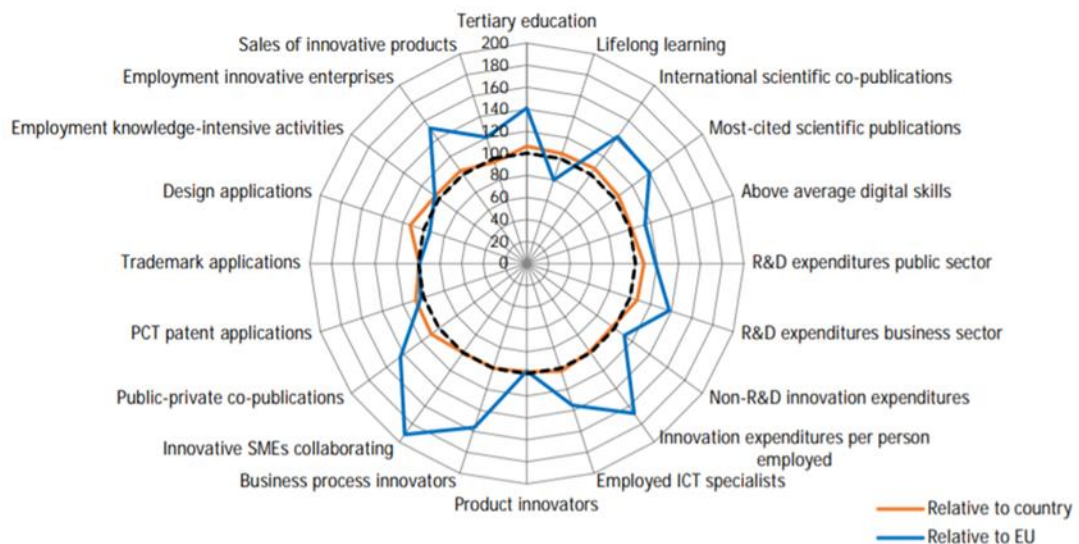 Tertiary education
200
Sales of innovative products
Lifelong learning
180
Employment innovative enterprises
International scientific co-publications
160
140
Employment knowledge-intensive activities
Most-cited scientific publications
120
100
80
Design applications
Above average digital skills
60
40
20
Trademark applications
0
R&D expenditures public sector
PCT patent applications
R&D expenditures business sector
Public-private co-publications
Non-R&D innovation expenditures
Innovative SMEs collaborating
Innovation expenditures per person
employed
Business process innovators
Employed ICT specialists
Product innovators
Relative to country
Relative to EU